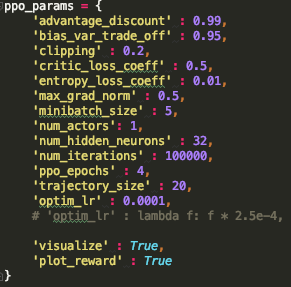 ppo_params = {
'advantage_discount' : 0.99,
'bias_var_trade_off' : 0.95,
'clipping' : 0.2,
'critic_loss_coeff' : 0.5,
'entropy_loss_coeff' : 0.01,
'max_grad_norm' : 0.5,
'minibatch_size' : 5,
'num_actors': 1,
'num_hidden_neurons' : 32,
'num_iterations' : 100000,
'ppo_epochs' : 4,
'trajectory_size' : 20,
'optim_lr' : 0.0001,
# 'optim_lr' : lambda f: f * 2.5e-4,
'visualize' : True,
'plot_reward' : True
}